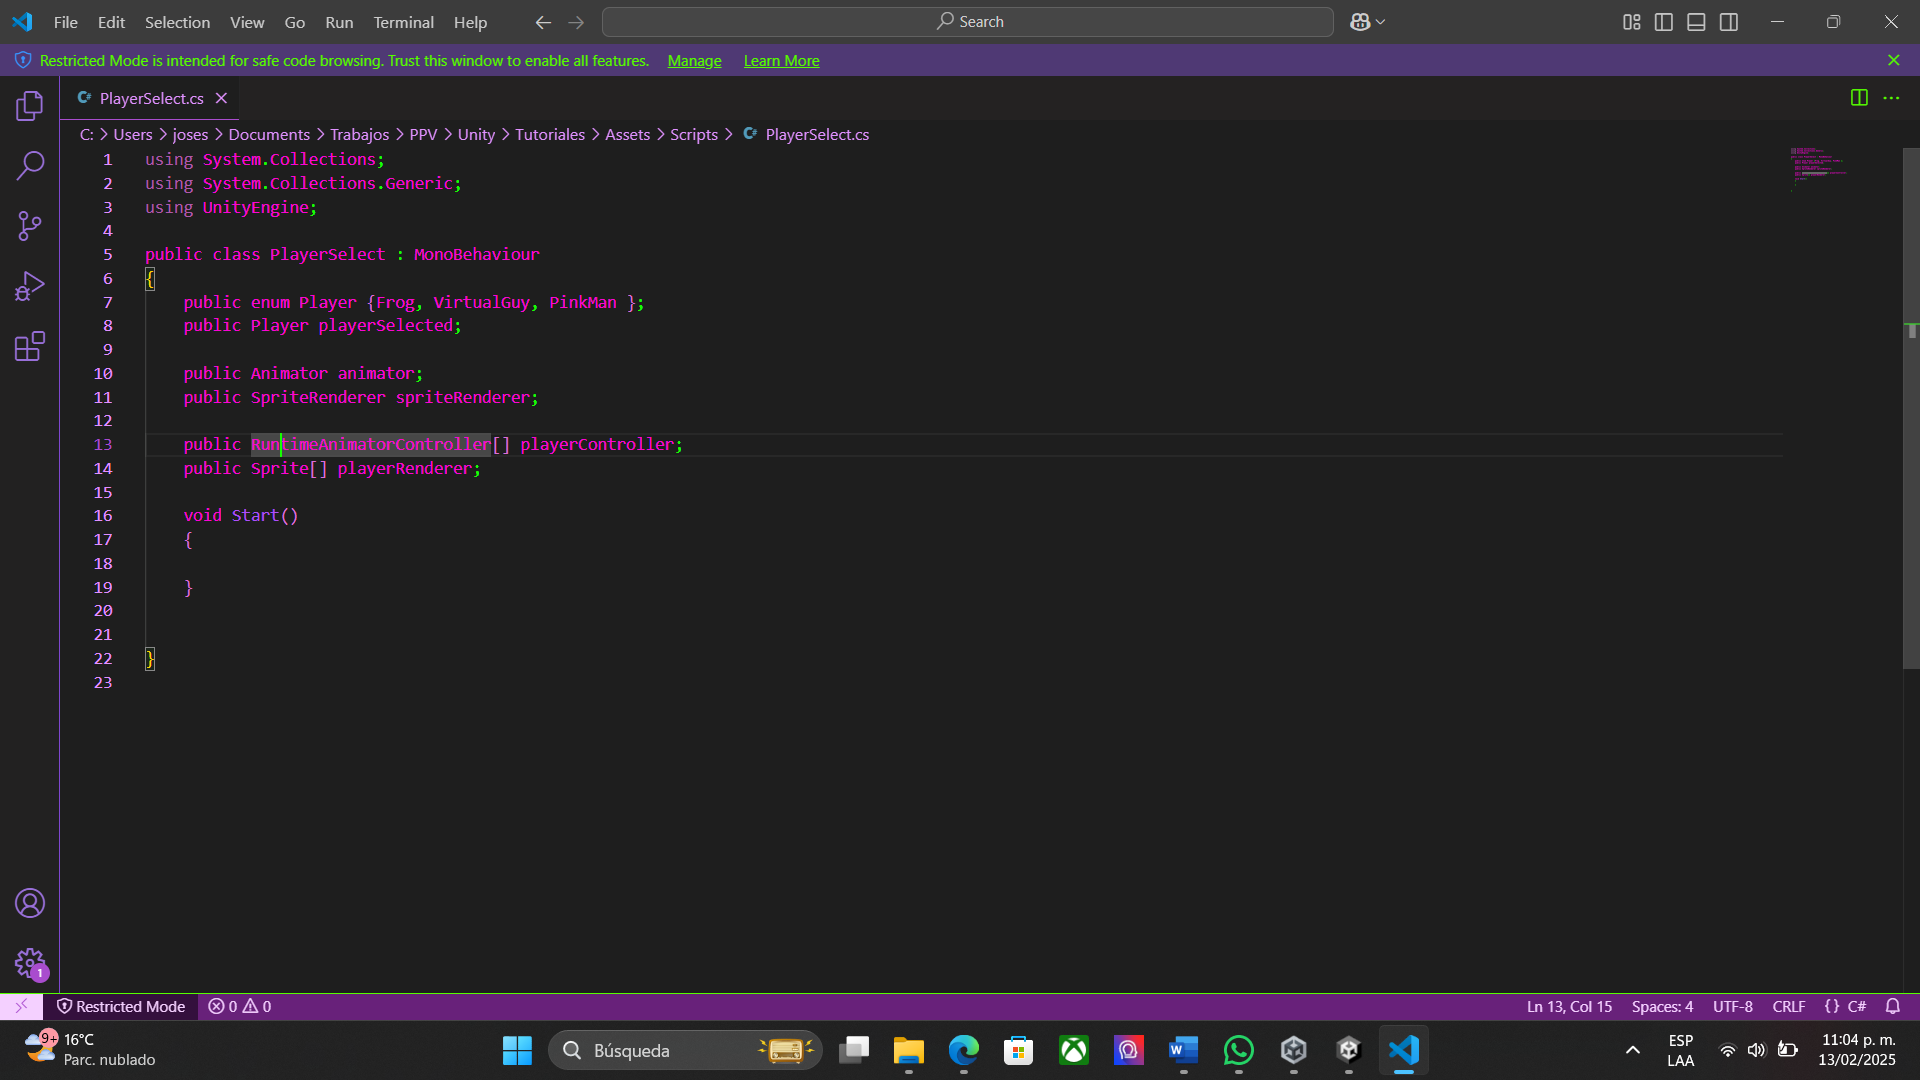 File Edit Selection View Go Run Terminal Help
Search
Restricted Mode is intended for safe code browsing. Trust this window to enable all features. Manage Learn More
PlayerSelect.cs
C: > Users > joses > Documents > Trabajos > PPV > Unity > Tutoriales > Assets > Scripts > PlayerSelect.cs
1 using System.Collections;
2 using System.Collections.Generic;
3 using UnityEngine;
4
5 public class PlayerSelect : MonoBehaviour
6 {
7 public enum Player {Frog, VirtualGuy, PinkMan };
8 public Player playerSelected;
9
10 public Animator animator;
11 public SpriteRenderer spriteRenderer;
12
13 public RuntimeAnimatorController[] playerController;
14 public Sprite[] playerRenderer;
15
16 void Start()
17 {
18
19 }
20
21
22 }
23
1
Restricted Mode 0 0
Ln 13, Col 15 Spaces: 4 UTF-8 CRLF {} C#
9+ 16°C
Parc. nublado
Búsqueda
ESP
LAA
11:04 p. m.
13/02/2025